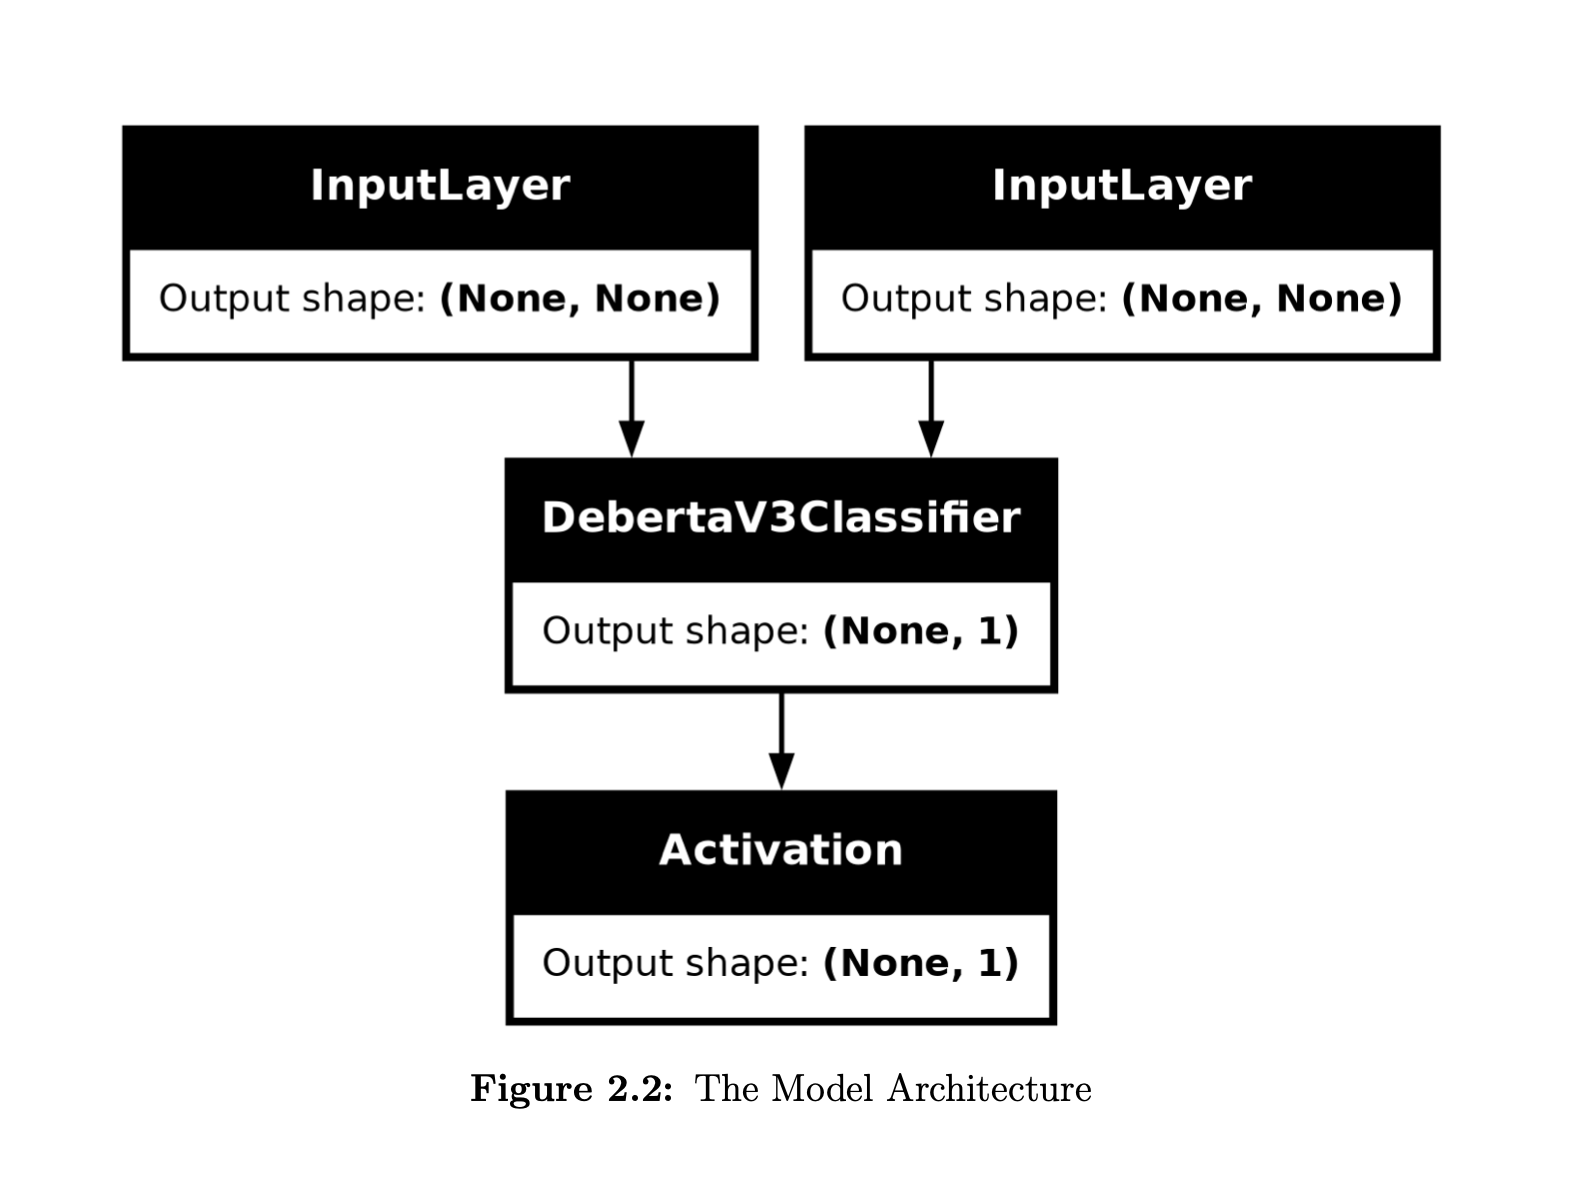 InputLayer
Output shape: (None, None)
InputLayer
Output shape: (None, None)
DebertaV3Classifier
Output shape: (None, 1)
Activation
Output shape: (None, 1)
Figure 2.2: The Model Architecture